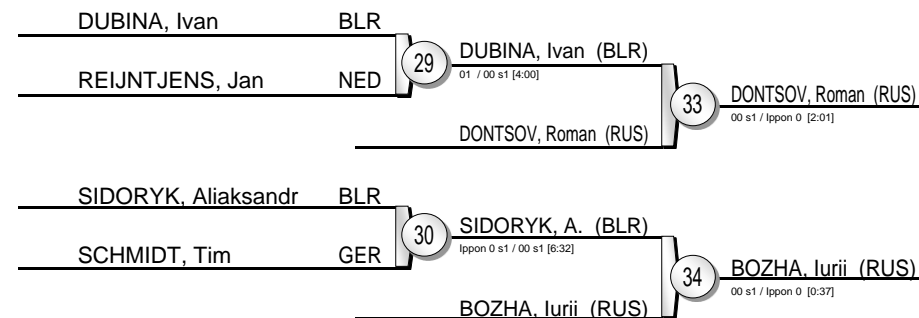 DUBINA, Ivan BLR
29
DUBINA, Ivan (BLR)
01 / 00 s1 [4:00]
REIJNTJENS, Jan NED
33
DONTSOV, Roman (RUS)
00 s1 / Ippon 0 [2:01]
DONTSOV, Roman (RUS)
SIDORYK, Aliaksandr BLR
30
SIDORYK, A. (BLR)
Ippon 0 s1 / 00 s1 [6:32]
SCHMIDT, Tim GER
34
BOZHA, Iurii (RUS)
00 s1 / Ippon 0 [0:37]
BOZHA, Iurii (RUS)